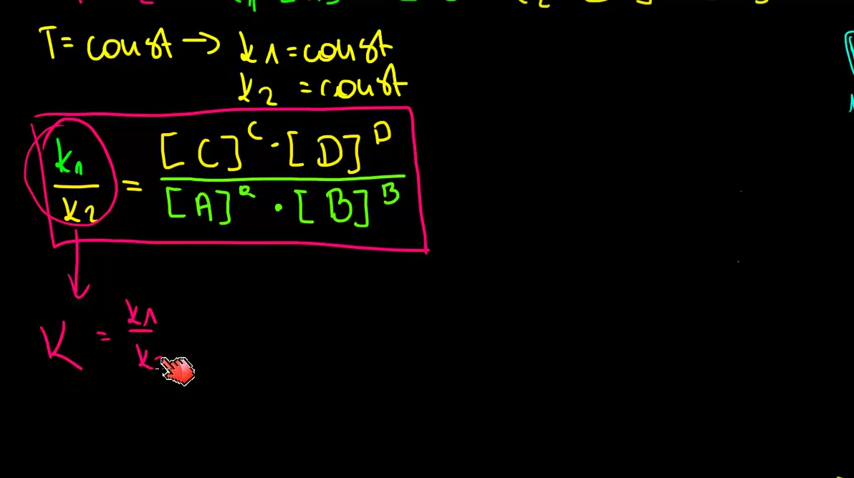 T = const → k1 = const
k2 = const
k1/k2 = [C]^C · [D]^D / [A]^a · [B]^B
K = k1/k2